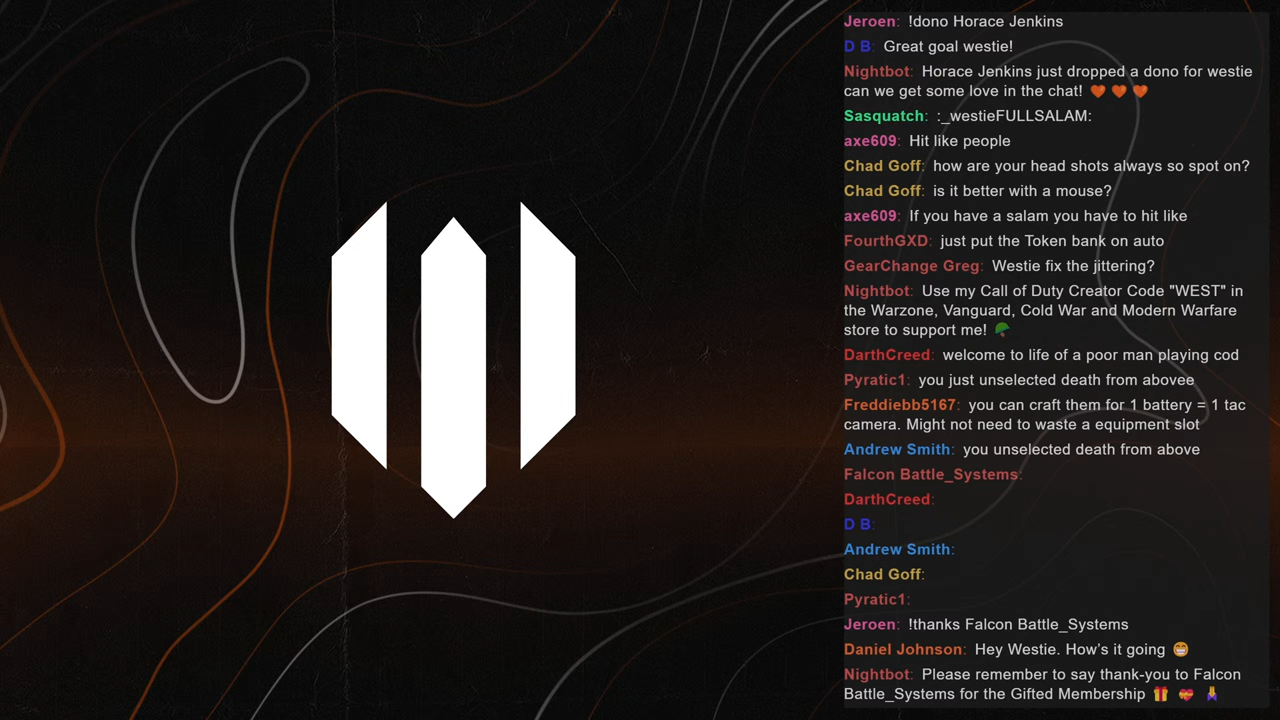 Jeroen: !dono Horace Jenkins
D B: Great goal westie!
Nightbot: Horace Jenkins just dropped a dono for westie
can we get some love in the chat! 🧡 🧡 🧡
Sasquatch: :_westieFULLSALAM:
axe609: Hit like people
Chad Goff: how are your head shots always so spot on?
Chad Goff: is it better with a mouse?
axe609: If you have a salam you have to hit like
FourthGXD: just put the Token bank on auto
GearChange Greg: Westie fix the jittering?
Nightbot: Use my Call of Duty Creator Code "WEST" in
the Warzone, Vanguard, Cold War and Modern Warfare
store to support me! 🪂
DarthCreed: welcome to life of a poor man playing cod
Pyratic1: you just unselected death from abovee
Freddiebb5167: you can craft them for 1 battery = 1 tac
camera. Might not need to waste a equipment slot
Andrew Smith: you unselected death from above
Falcon Battle_Systems:
DarthCreed:
D B:
Andrew Smith:
Chad Goff:
Pyratic1:
Jeroen: !thanks Falcon Battle_Systems
Daniel Johnson: Hey Westie. How's it going 😁
Nightbot: Please remember to say thank-you to Falcon
Battle_Systems for the Gifted Membership 🎁 💝 🙏